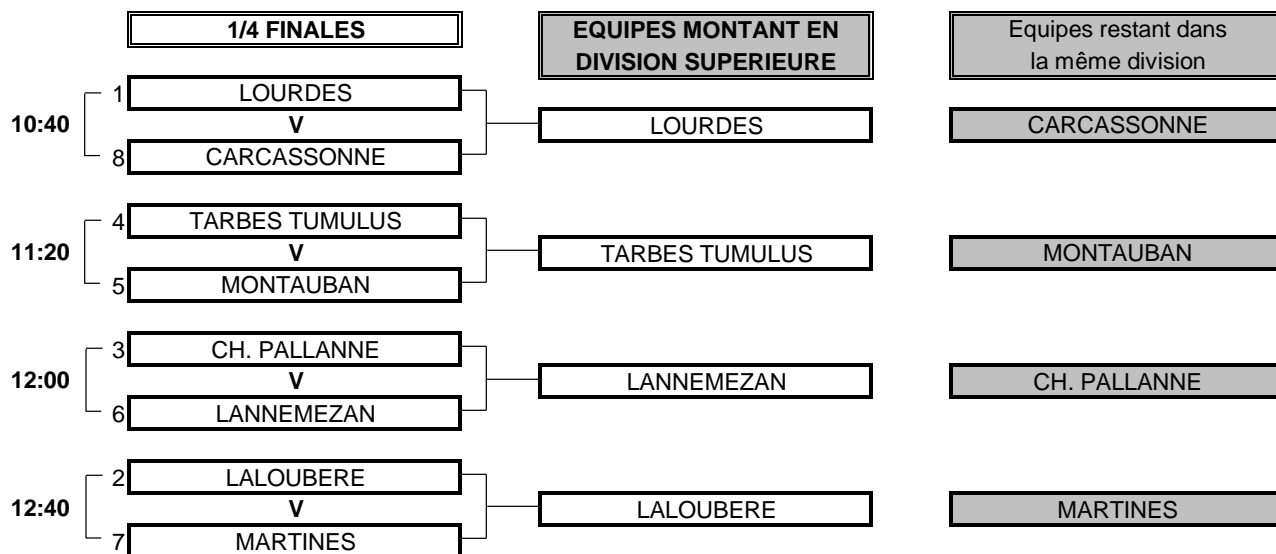 1/4 FINALES
EQUIPES MONTANT EN
DIVISION SUPERIEURE
Equipes restant dans
la même division
10:40
1 LOURDES
V
8 CARCASSONNE
LOURDES
CARCASSONNE
11:20
4 TARBES TUMULUS
V
5 MONTAUBAN
TARBES TUMULUS
MONTAUBAN
12:00
3 CH. PALLANNE
V
6 LANNEMEZAN
LANNEMEZAN
CH. PALLANNE
12:40
2 LALOUBERE
V
7 MARTINES
LALOUBERE
MARTINES